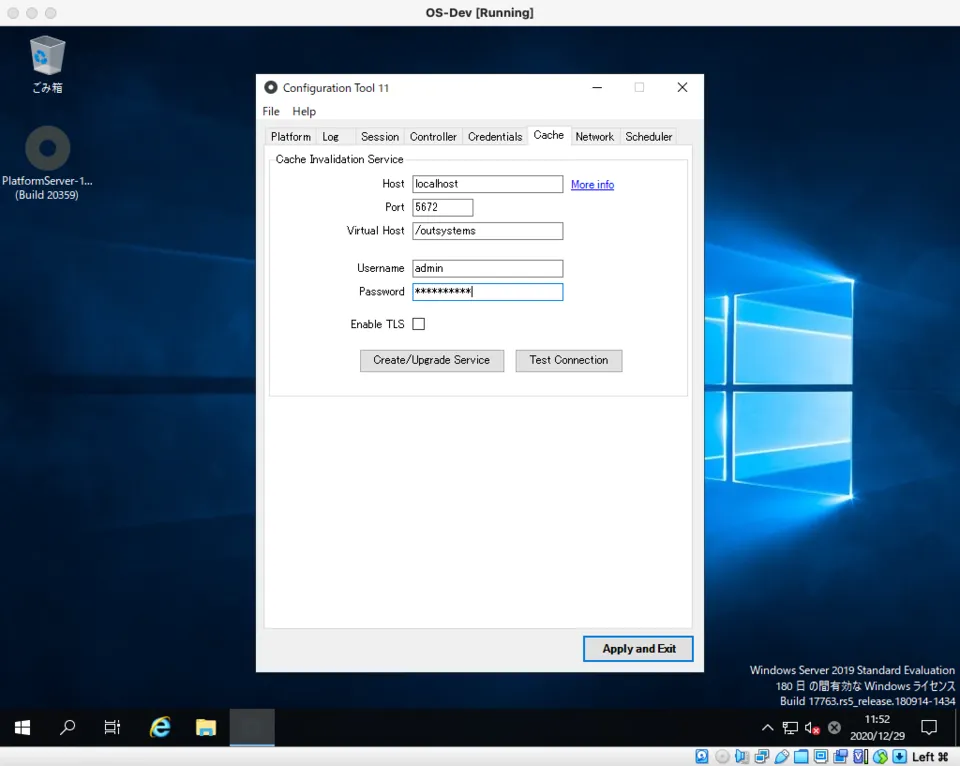 OS-Dev [Running]
ごみ箱
PlatformServer-1...
(Build 20359)
Configuration Tool 11
File Help
Platform Log Session Controller Credentials Cache Network Scheduler
Cache Invalidation Service
Host localhost More info
Port 5672
Virtual Host /outsystems
Username admin
Password **********
Enable TLS
Create/Upgrade Service Test Connection
Apply and Exit
Windows Server 2019 Standard Evaluation
180 日 の間有効な Windows ライセンス
Build 17763.rs5_release.180914-1434
11:52
2020/12/29
Left ⌘